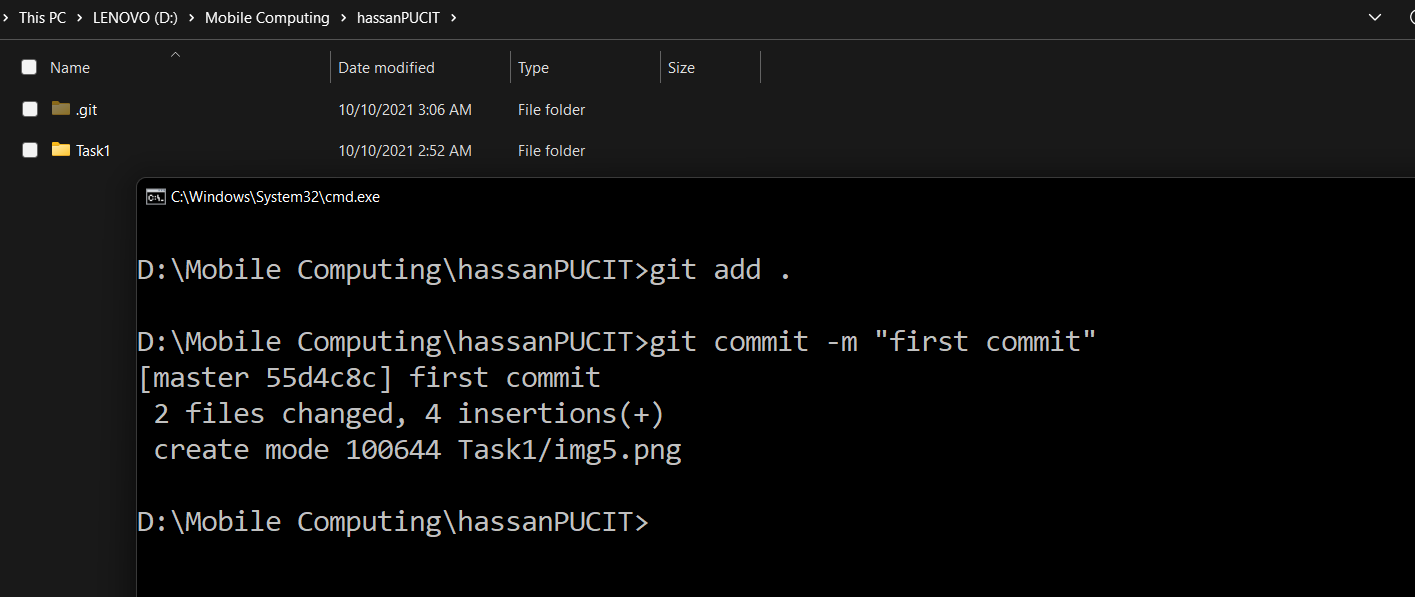 This PC > LENOVO (D:) > Mobile Computing > hassanPUCIT >
Name Date modified Type Size
.git 10/10/2021 3:06 AM File folder
Task1 10/10/2021 2:52 AM File folder
C:\Windows\System32\cmd.exe
D:\Mobile Computing\hassanPUCIT>git add .
D:\Mobile Computing\hassanPUCIT>git commit -m "first commit"
[master 55d4c8c] first commit
2 files changed, 4 insertions(+)
create mode 100644 Task1/img5.png
D:\Mobile Computing\hassanPUCIT>